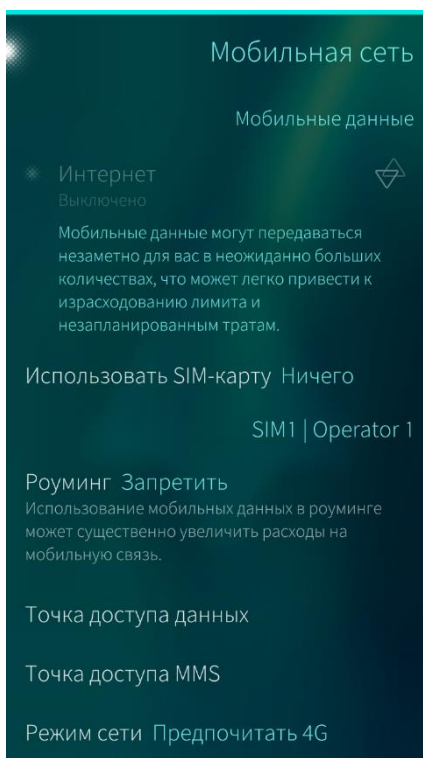 Мобильная сеть
Мобильные данные
Интернет
Выключено
Мобильные данные могут передаваться
незаметно для вас в неожиданно больших
количествах, что может легко привести к
израсходованию лимита и
незапланированным тратам.
Использовать SIM-карту Ничего
SIM1 | Operator 1
Роуминг Запретить
Использование мобильных данных в роуминге
может существенно увеличить расходы на
мобильную связь.
Точка доступа данных
Точка доступа MMS
Режим сети Предпочитать 4G